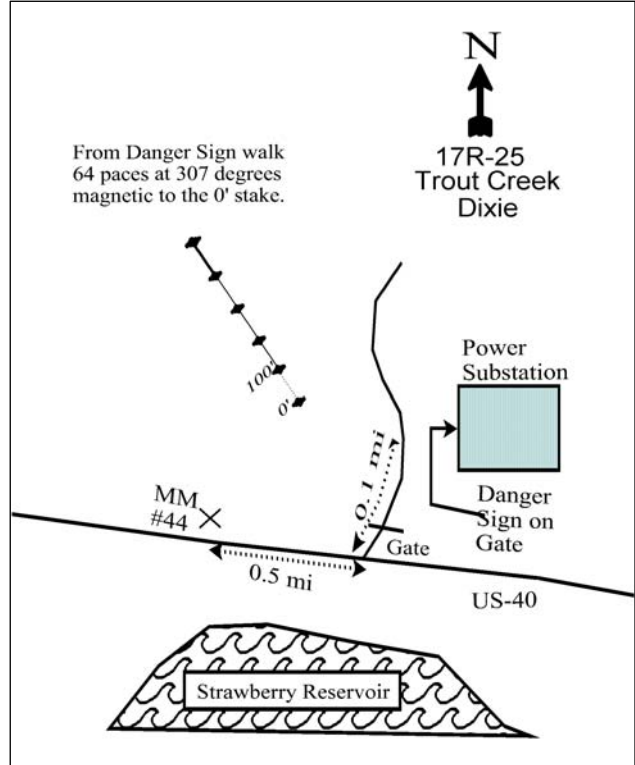 N
17R-25
Trout Creek
Dixie
From Danger Sign walk
64 paces at 307 degrees
magnetic to the 0' stake.
100'
0'
Power
Substation
0.1 mi
MM
#44
Danger
Sign on
Gate
Gate
0.5 mi
US-40
Strawberry Reservoir